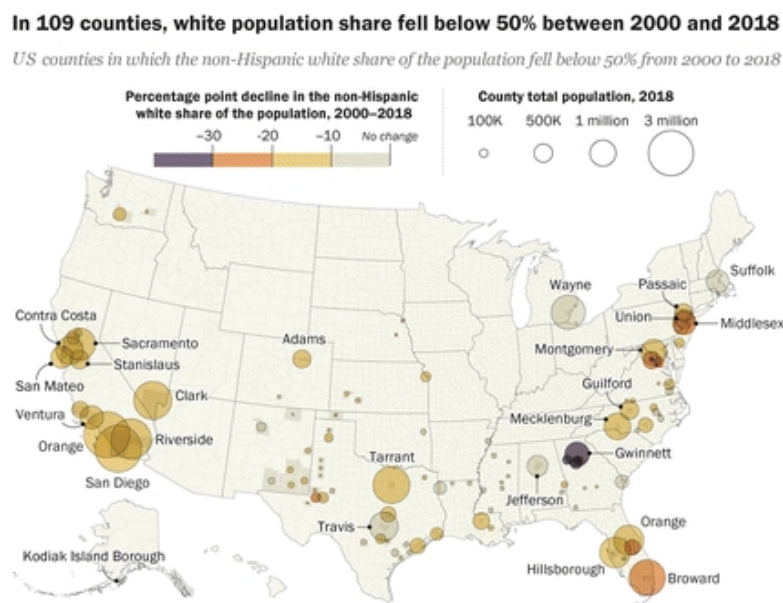 In 109 counties, white population share fell below 50% between 2000 and 2018
US counties in which the non-Hispanic white share of the population fell below 50% from 2000 to 2018
Percentage point decline in the non-Hispanic
white share of the population, 2000–2018
–30 -20 –10 No change
County total population, 2018
100K 500K 1 million 3 million
Suffolk
Wayne
Passaic
Contra Costa
Union
Middlesex
Sacramento
Adams
Montgomery
Stanislaus
San Mateo
Guilford
Clark
Ventura
Mecklenburg
Orange
Riverside
Gwinnett
Tarrant
San Diego
Jefferson
Orange
Travis
Kodiak Island Borough
Hillsborough
Broward